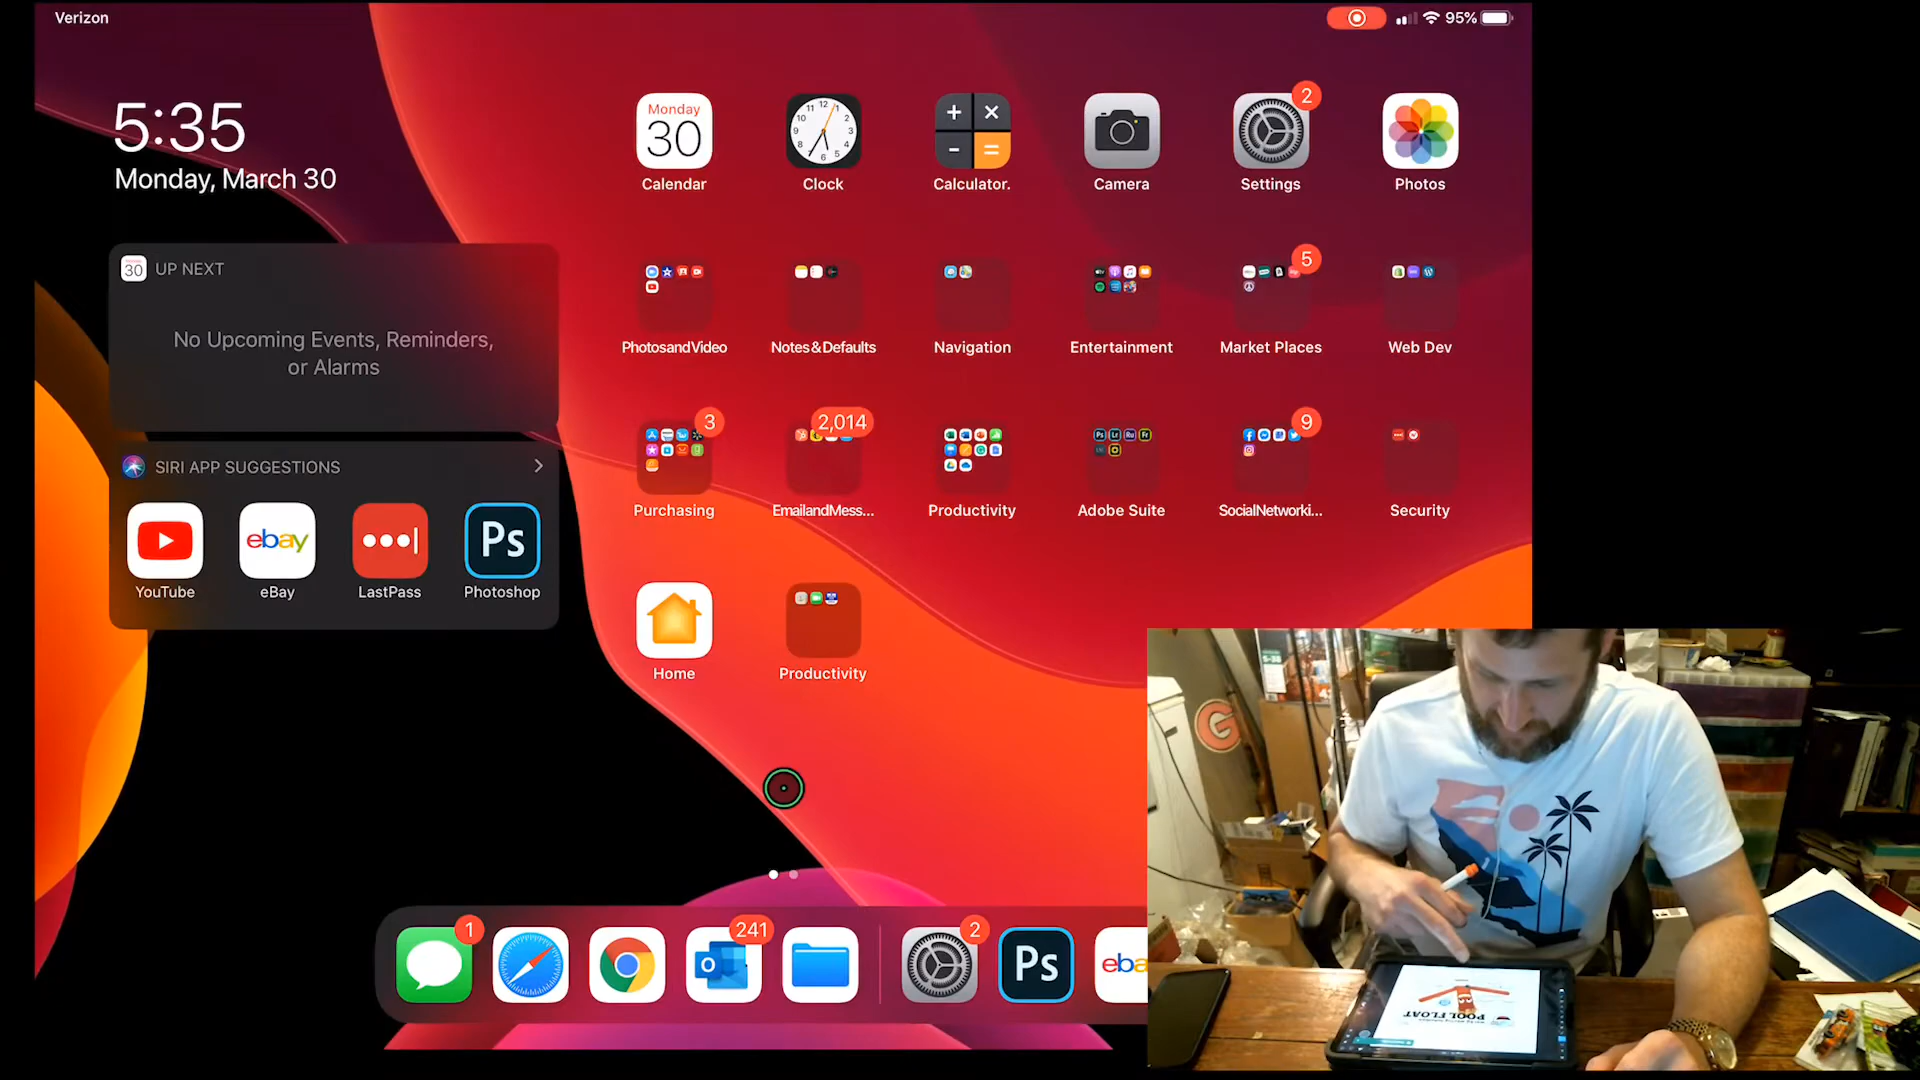 Verizon
95%
5:35
Monday, March 30
30
UP NEXT
No Upcoming Events, Reminders,
or Alarms
SIRI APP SUGGESTIONS
ebay
Ps
YouTube
eBay
LastPass
Photoshop
Monday
30
2
Calendar
Clock
Calculator.
Camera
Settings
Photos
5
PhotosandVideo
Notes&Defaults
Navigation
Entertainment
Market Places
Web Dev
3
2,014
9
Purchasing
EmailandMess...
Productivity
Adobe Suite
SocialNetworki...
Security
Home
Productivity
1
241
2
Ps
eba
G
POOL FLOAT